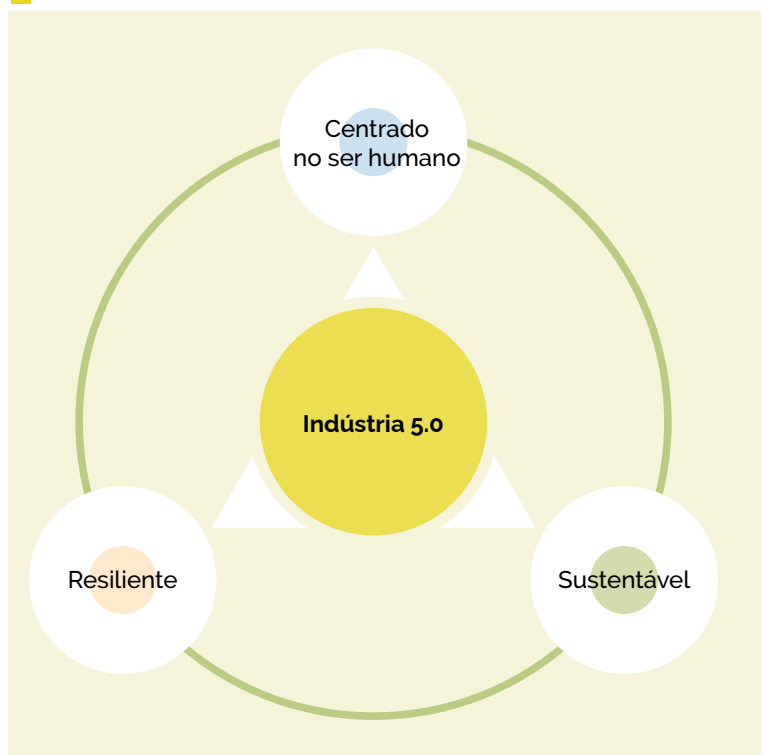 Centrado
no ser humano
Indústria 5.0
Resiliente
Sustentável